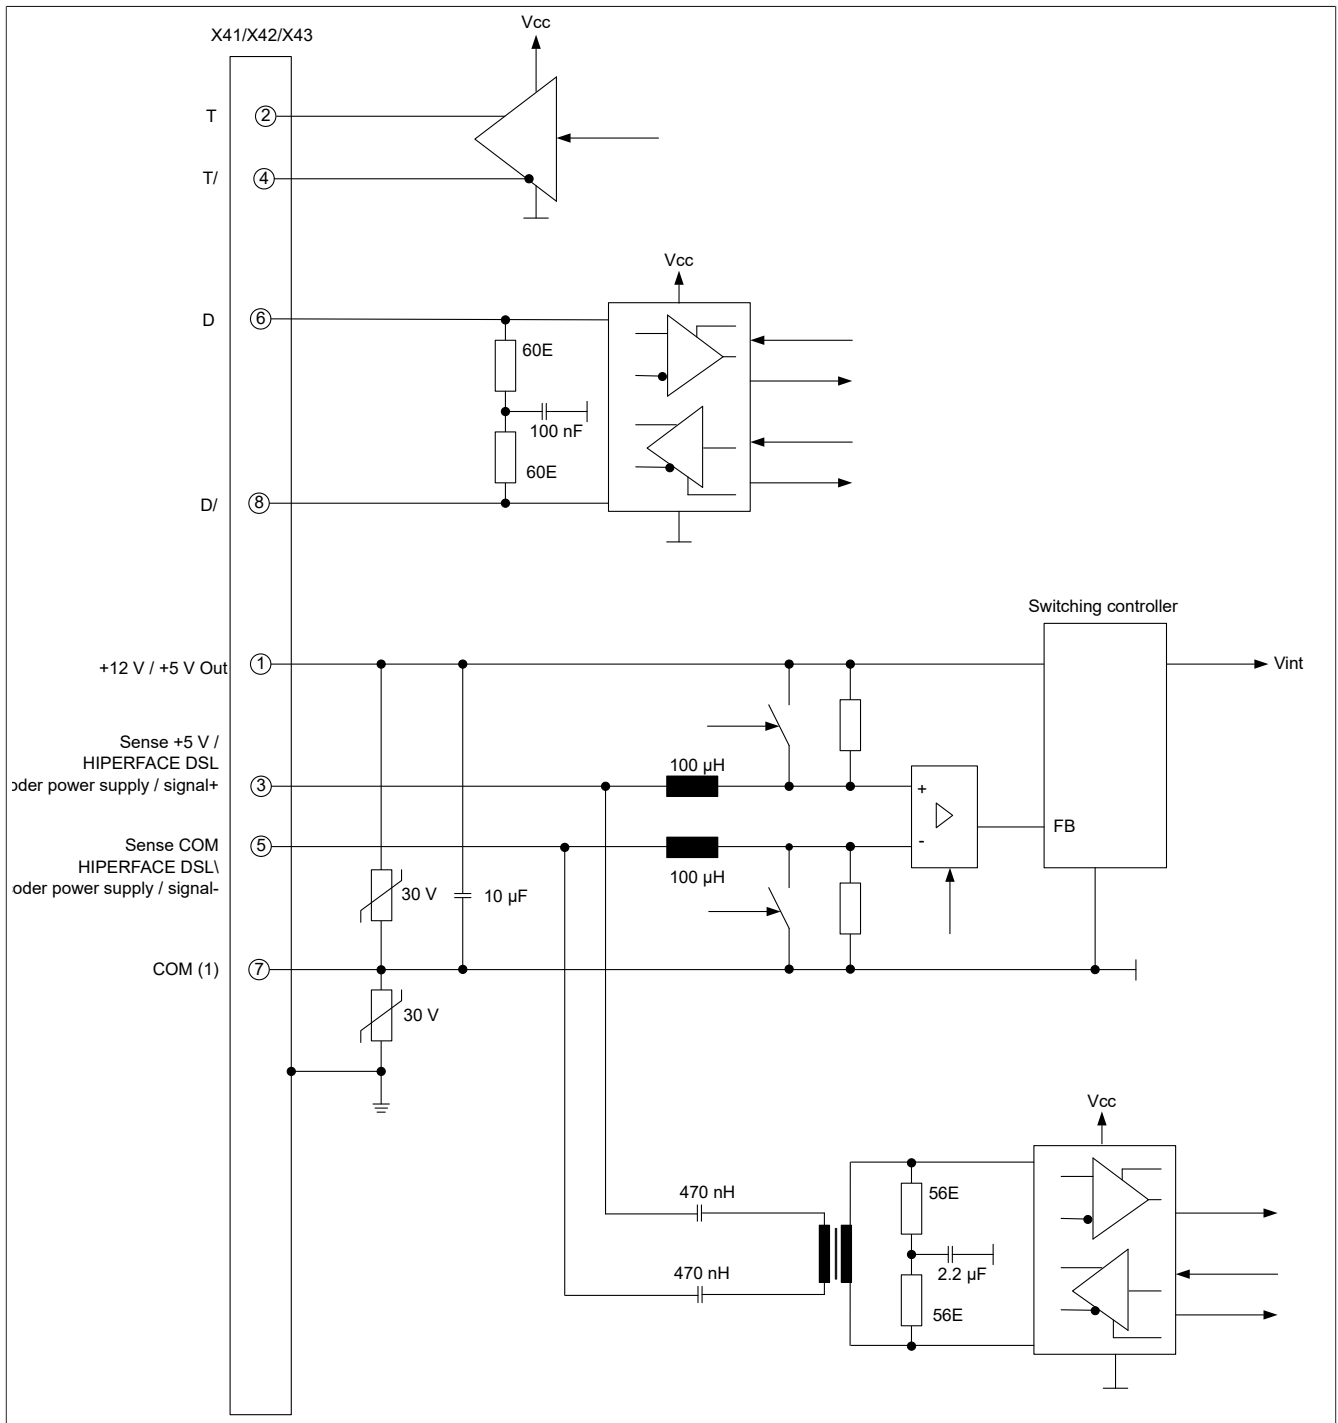 X41/X42/X43
Vcc
T
2
T/
4
Vcc
D
6
60E
100 nF
60E
D/
8
Switching controller
+12 V / +5 V Out
1
Vint
Sense +5 V /
HIPERFACE DSL
oder power supply / signal+
3
100 µH
+
-
FB
Sense COM
HIPERFACE DSL\
oder power supply / signal-
5
100 µH
30 V
10 µF
COM (1)
7
30 V
Vcc
470 nH
56E
470 nH
2.2 µF
56E